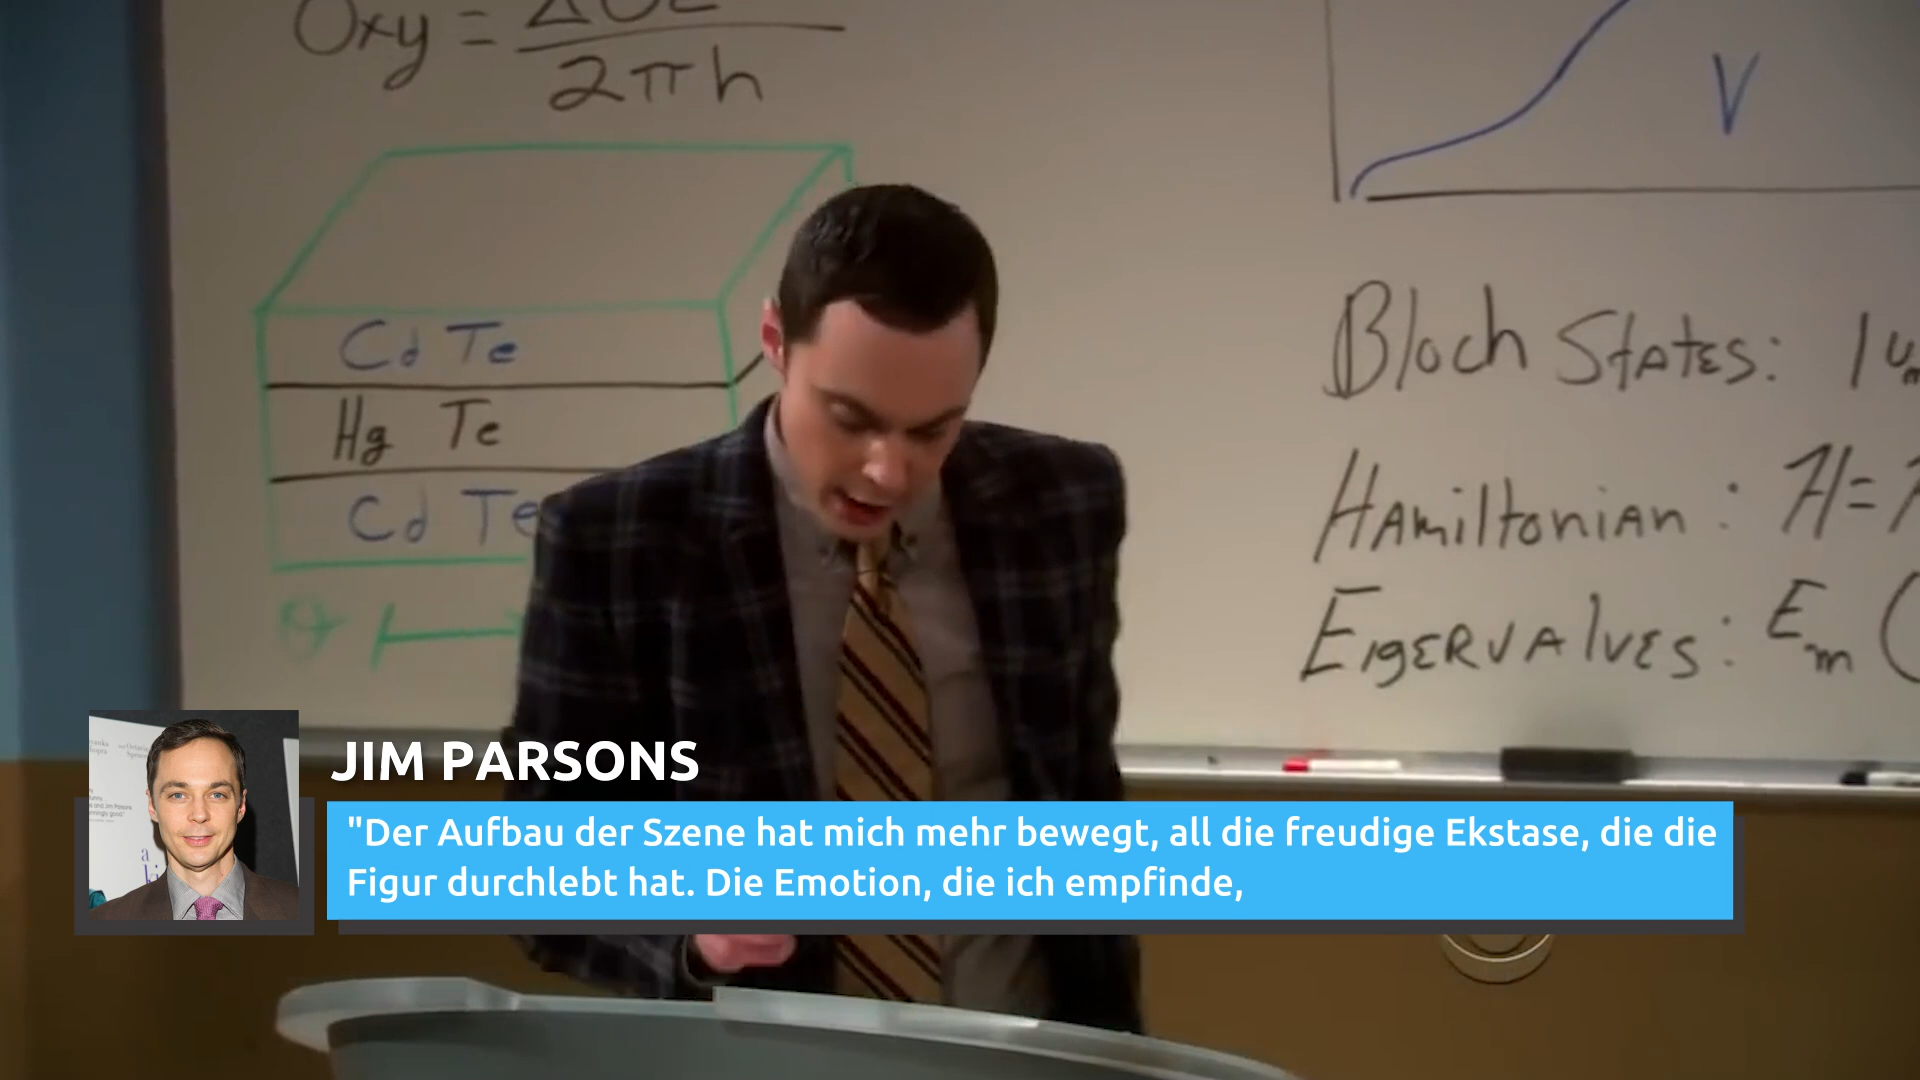 Oxy =
2πh
V
Cd Te
Hg Te
Cd Te
Bloch States:
Hamiltonian: H=
Eigervalves: Em (
JIM PARSONS
"Der Aufbau der Szene hat mich mehr bewegt, all die freudige Ekstase, die die
Figur durchlebt hat. Die Emotion, die ich empfinde,